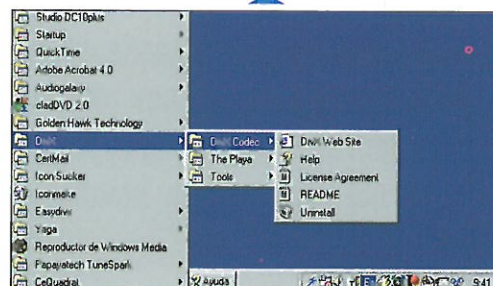 Studio DC10plus
Startup
QuickTime
Adobe Acrobat 4.0
Audiogalaxy
cladDVD 2.0
Golden Hawk Technology
DivX
CertMail
Icon Sucker
Iconmake
Easydivx
Yaga
Reproductor de Windows Media
Papayatech TuneSpark
CeQuadrat
DivX Codec
The Playa
Tools
DivX Web Site
Help
License Agreement
README
Uninstall
Ayuda
9:41